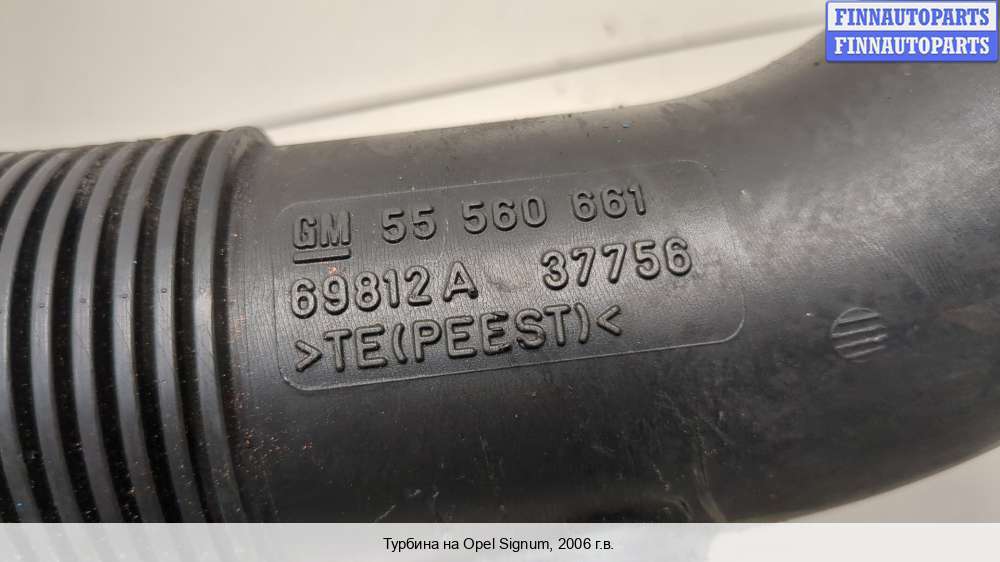 FINNAUTOPARTS
FINNAUTOPARTS
GM 55 560 661
69812A 37756
>TE(PEEST)<
Турбина на Opel Signum, 2006 г.в.